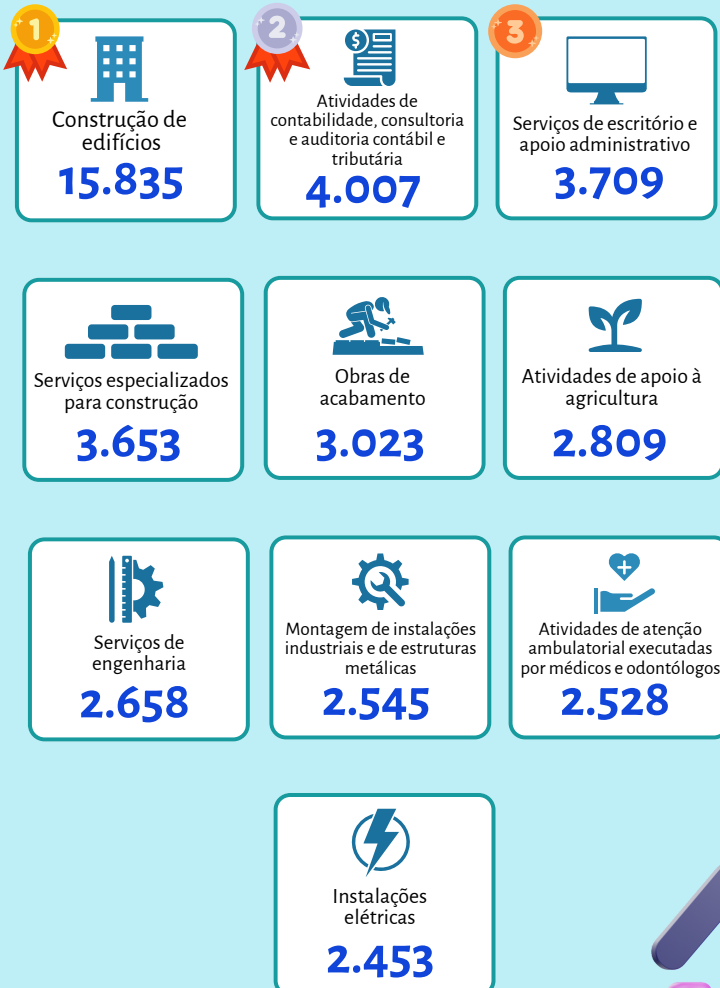 1
Construção de
edifícios
15.835
2
Atividades de
contabilidade, consultoria
e auditoria contábil e
tributária
4.007
3
Serviços de escritório e
apoio administrativo
3.709
Serviços especializados
para construção
3.653
Obras de
acabamento
3.023
Atividades de apoio à
agricultura
2.809
Serviços de
engenharia
2.658
Montagem de instalações
industriais e de estruturas
metálicas
2.545
Atividades de atenção
ambulatorial executadas
por médicos e odontólogos
2.528
Instalações
elétricas
2.453